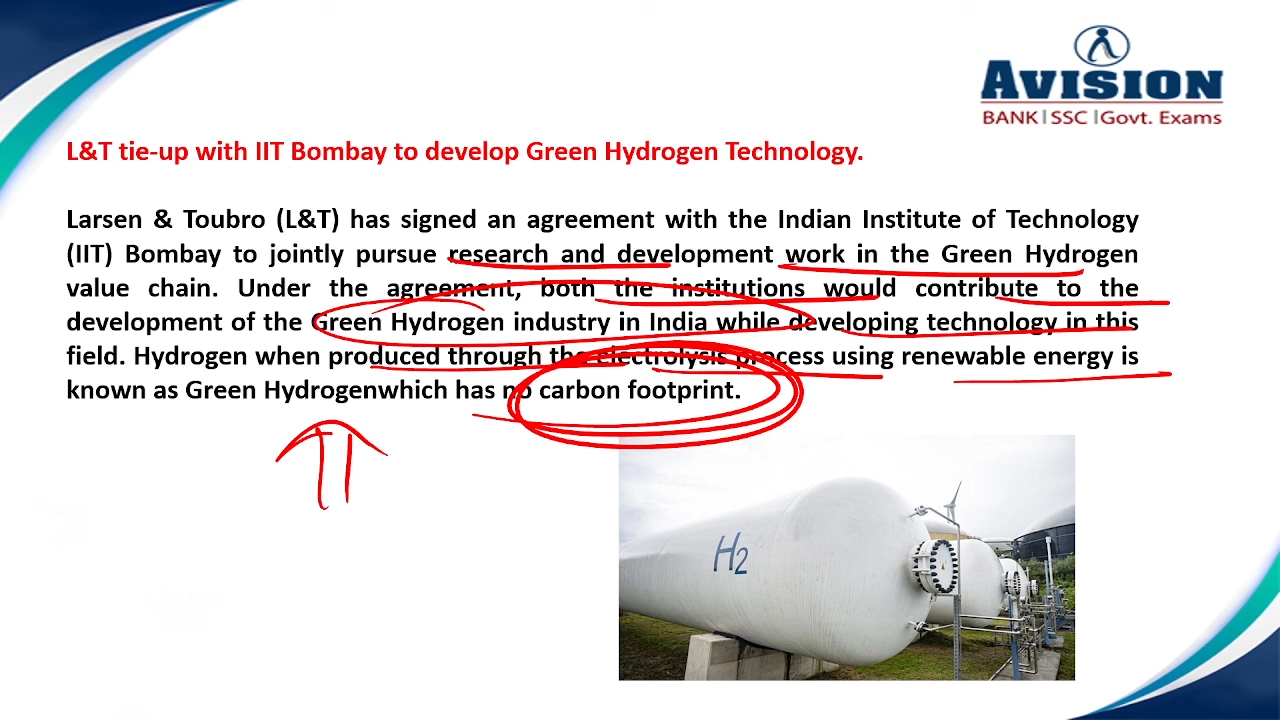 AVISION
BANK | SSC | Govt. Exams
L&T tie-up with IIT Bombay to develop Green Hydrogen Technology.
Larsen & Toubro (L&T) has signed an agreement with the Indian Institute of Technology
(IIT) Bombay to jointly pursue research and development work in the Green Hydrogen
value chain. Under the agreement, both the institutions would contribute to the
development of the Green Hydrogen industry in India while developing technology in this
field. Hydrogen when produced through the electrolysis process using renewable energy is
known as Green Hydrogenwhich has no carbon footprint.
H2